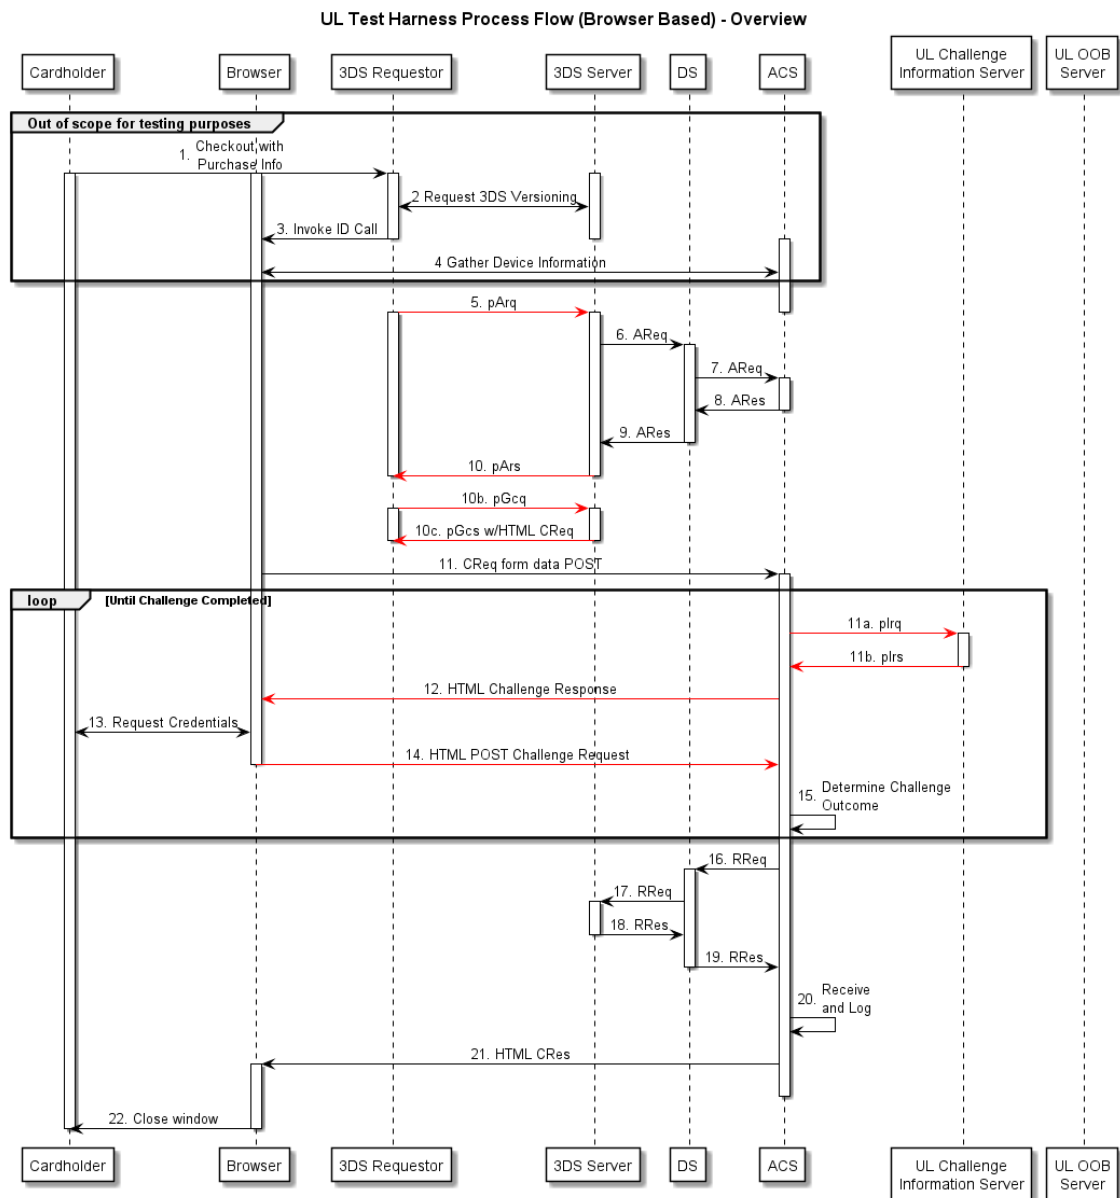 UL Test Harness Process Flow (Browser Based) - Overview
Cardholder
Browser
3DS Requestor
3DS Server
DS
ACS
UL Challenge
Information Server
UL OOB
Server
Out of scope for testing purposes
1. Checkout with
Purchase Info
2 Request 3DS Versioning
3. Invoke ID Call
4 Gather Device Information
5. pArq
6. AReq
7. AReq
8. ARes
9. ARes
10. pArs
10b. pGcq
10c. pGcs w/HTML CReq
11. CReq form data POST
loop [Until Challenge Completed]
11a. pIrq
11b. pIrs
12. HTML Challenge Response
13. Request Credentials
14. HTML POST Challenge Request
15. Determine Challenge
Outcome
16. RReq
17. RReq
18. RRes
19. RRes
20. Receive
and Log
21. HTML CRes
22. Close window
Cardholder
Browser
3DS Requestor
3DS Server
DS
ACS
UL Challenge
Information Server
UL OOB
Server